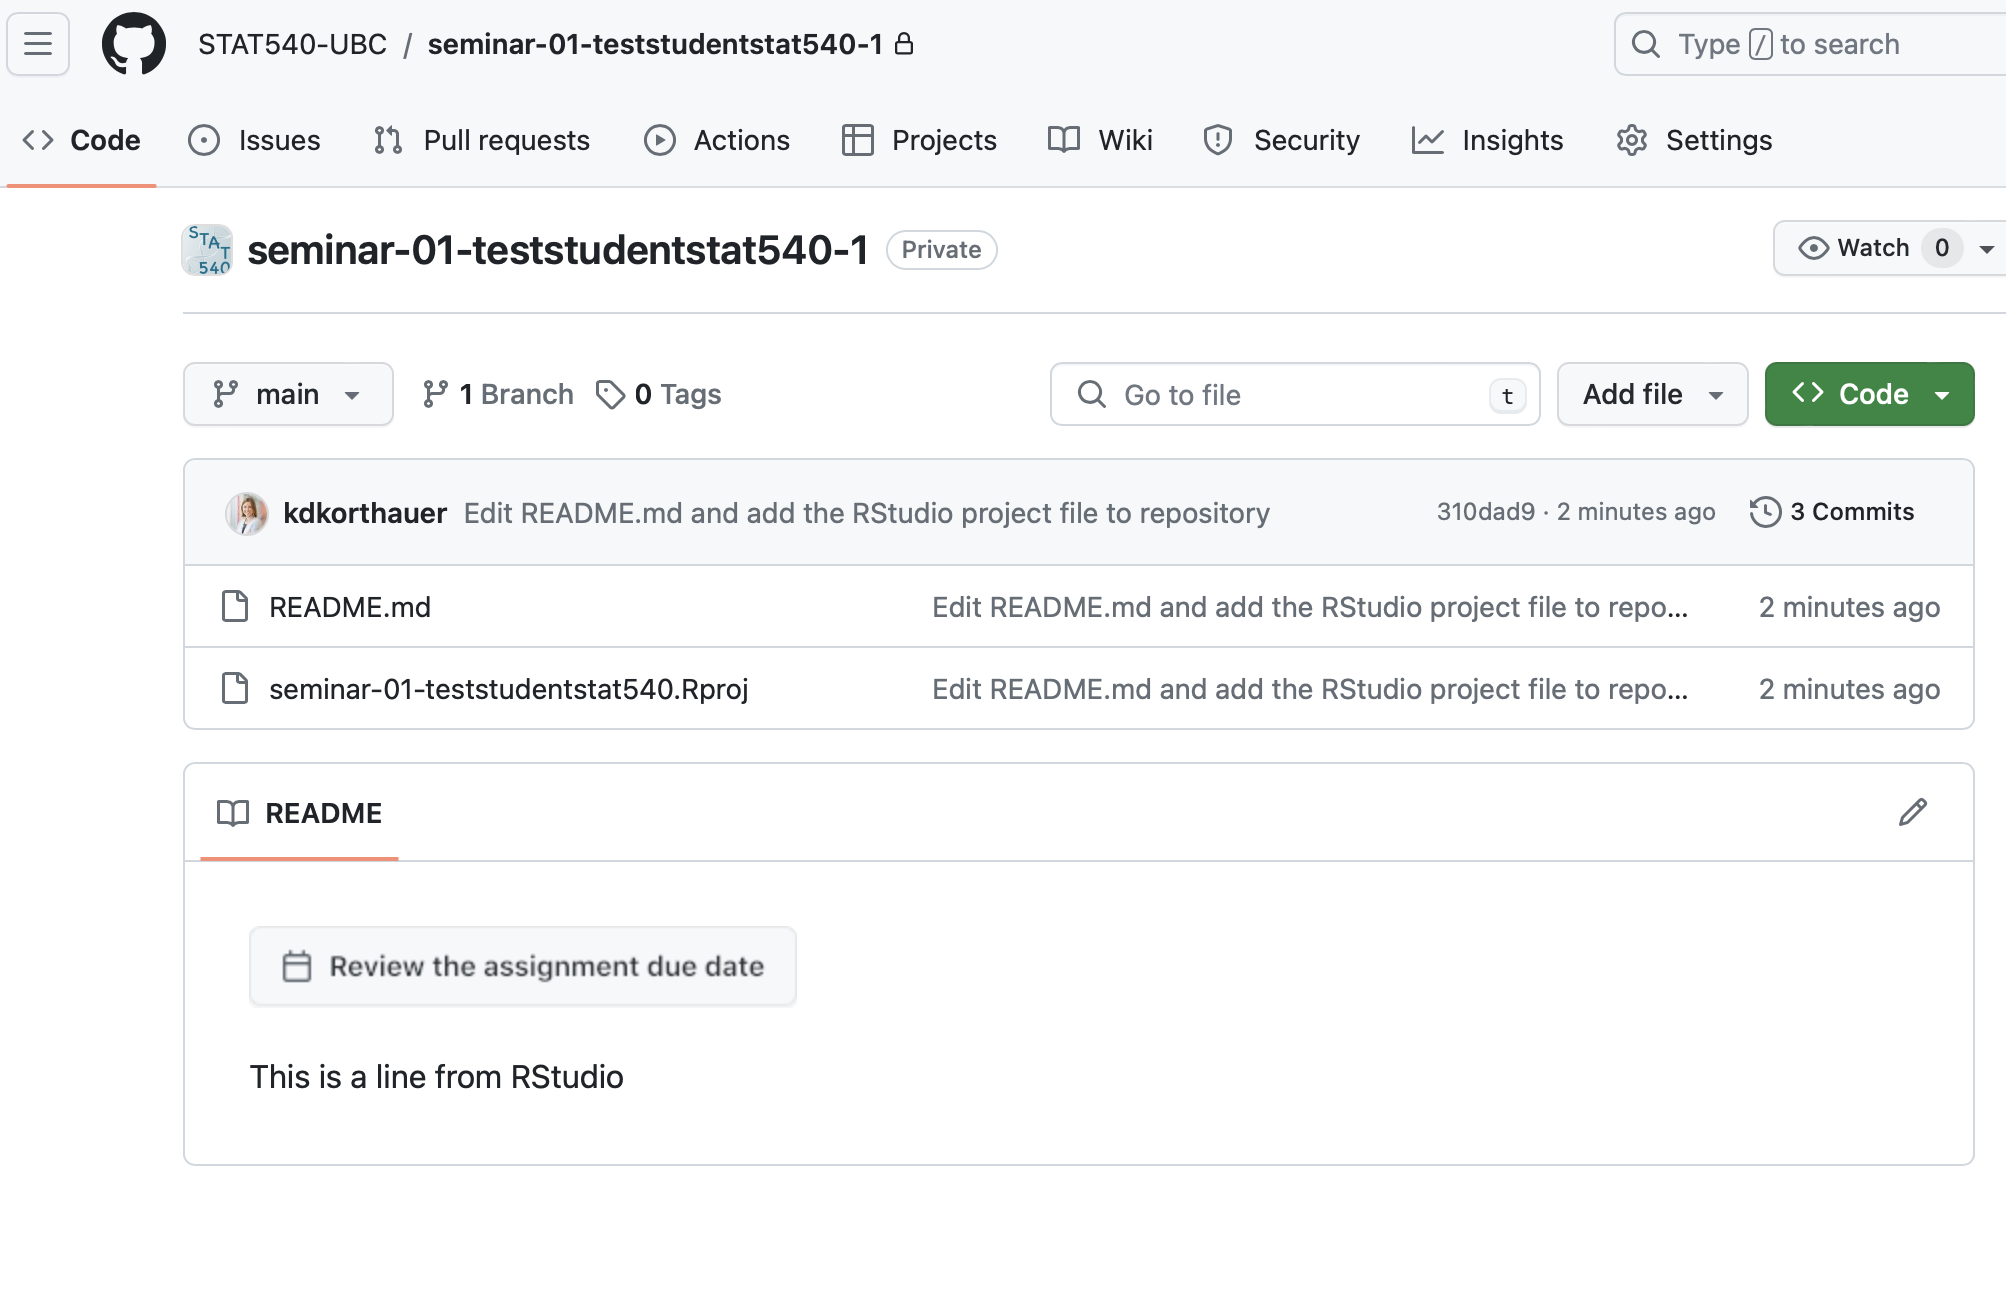 STAT540-UBC / seminar-01-teststudentstat540-1
Type / to search
Code Issues Pull requests Actions Projects Wiki Security Insights Settings
STAT 540
seminar-01-teststudentstat540-1 Private
Watch 0
main 1 Branch 0 Tags
Go to file t
Add file
Code
kdkorthauer Edit README.md and add the RStudio project file to repository 310dad9 · 2 minutes ago 3 Commits
README.md Edit README.md and add the RStudio project file to repo... 2 minutes ago
seminar-01-teststudentstat540.Rproj Edit README.md and add the RStudio project file to repo... 2 minutes ago
README
Review the assignment due date
This is a line from RStudio